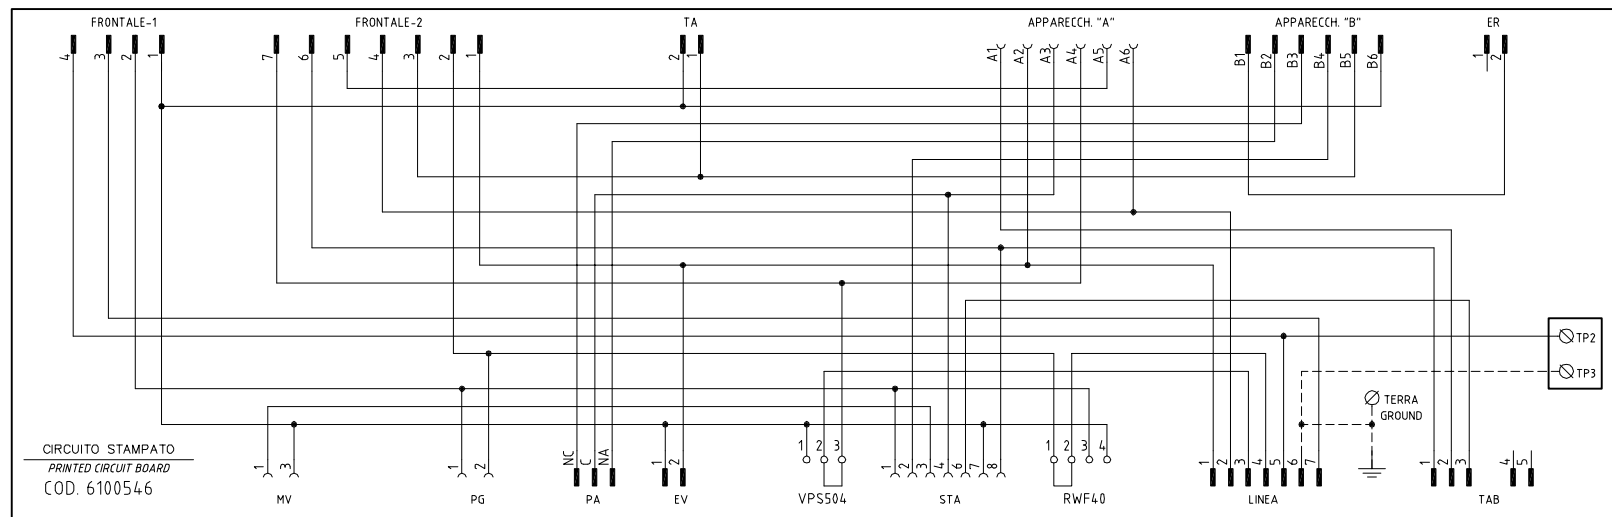 FRONTALE-1 FRONTALE-2 TA APPARECCH. "A" APPARECCH. "B" ER
4 3 2 1 7 6 5 4 3 2 1 2 1 A1 A2 A3 A4 A5 A6 B1 B2 B3 B4 B5 B6 1 2
TP2
TP3
TERRA
GROUND
CIRCUITO STAMPATO
PRINTED CIRCUIT BOARD
COD. 6100546
1 3 1 2 NC C NA 1 2 1 2 3 1 2 3 4 6 7 8 1 2 3 4 1 2 3 4 5 6 7 1 2 3 4 5
MV PG PA EV VPS504 STA RWF40 LINEA TAB